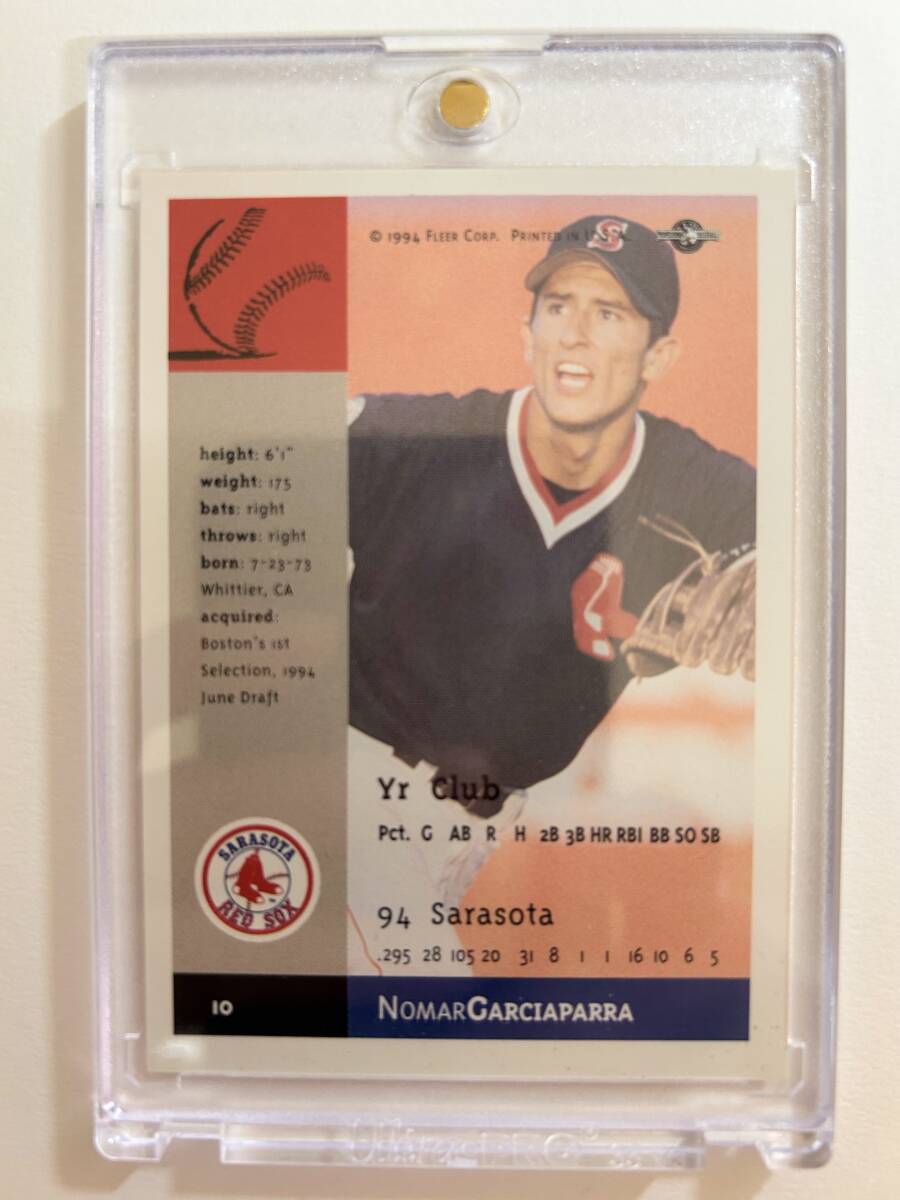 © 1994 FLEER CORP. PRINTED IN U.S.A.
height: 6'1"
weight: 175
bats: right
throws: right
born: 7-23-73
Whittier, CA
acquired:
Boston's 1st
Selection, 1994
June Draft
SARASOTA
RED SOX
Yr Club
Pct. G AB R H 2B 3B HR RBI BB SO SB
94 Sarasota
.295 28 105 20 31 8 1 1 16 10 6 5
10
NOMARGARCIAPARRA
Ultra PRO